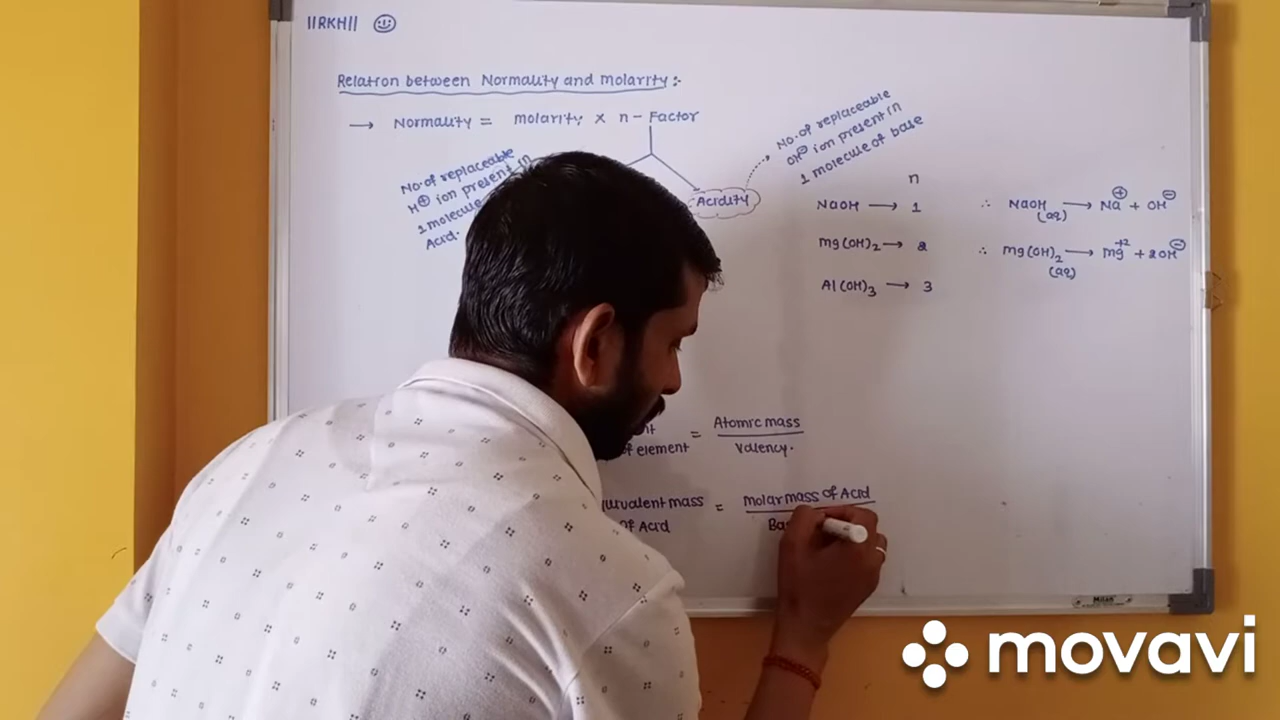 ||RKH|| ☺
Relation between Normality and molarity :-
→ Normality = molarity × n - Factor
No. of replaceable
H⊕ ion present in
1 molecule
Acid.
Acidity
No. of replaceable
OH⊖ ion present in
1 molecule of base
n
NaOH → 1 ∴ NaOH(aq) → Na⊕ + OH⊖
mg(OH)₂ → 2 ∴ mg(OH)₂(aq) → mg⁺² + 2OH⊖
Al(OH)₃ → 3
of element = Atomic mass
Valency.
mass of Acid = molar mass of Acid
Milan
movavi